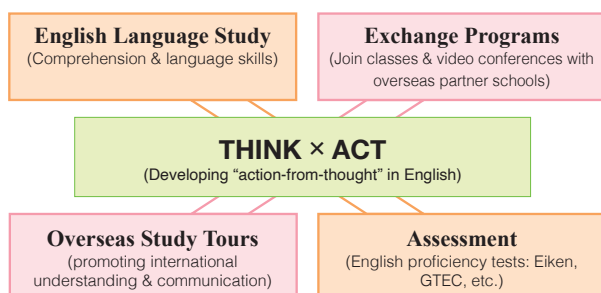 English Language Study
(Comprehension & language skills)
Exchange Programs
(Join classes & video conferences with
overseas partner schools)
THINK × ACT
(Developing “action-from-thought” in English)
Overseas Study Tours
(promoting international
understanding & communication)
Assessment
(English proficiency tests: Eiken,
GTEC, etc.)